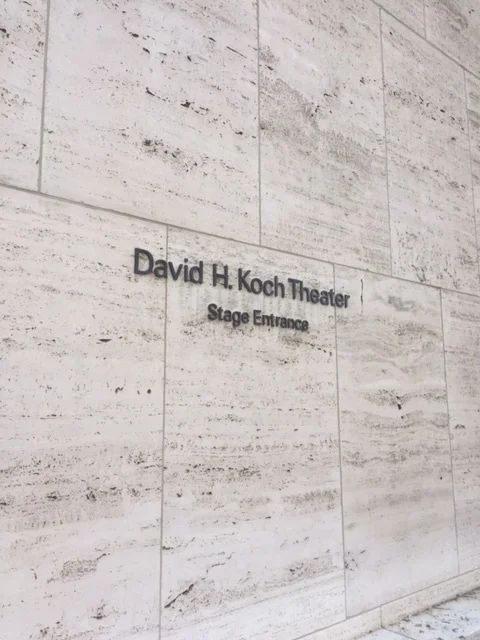 David H. Koch Theater
Stage Entrance